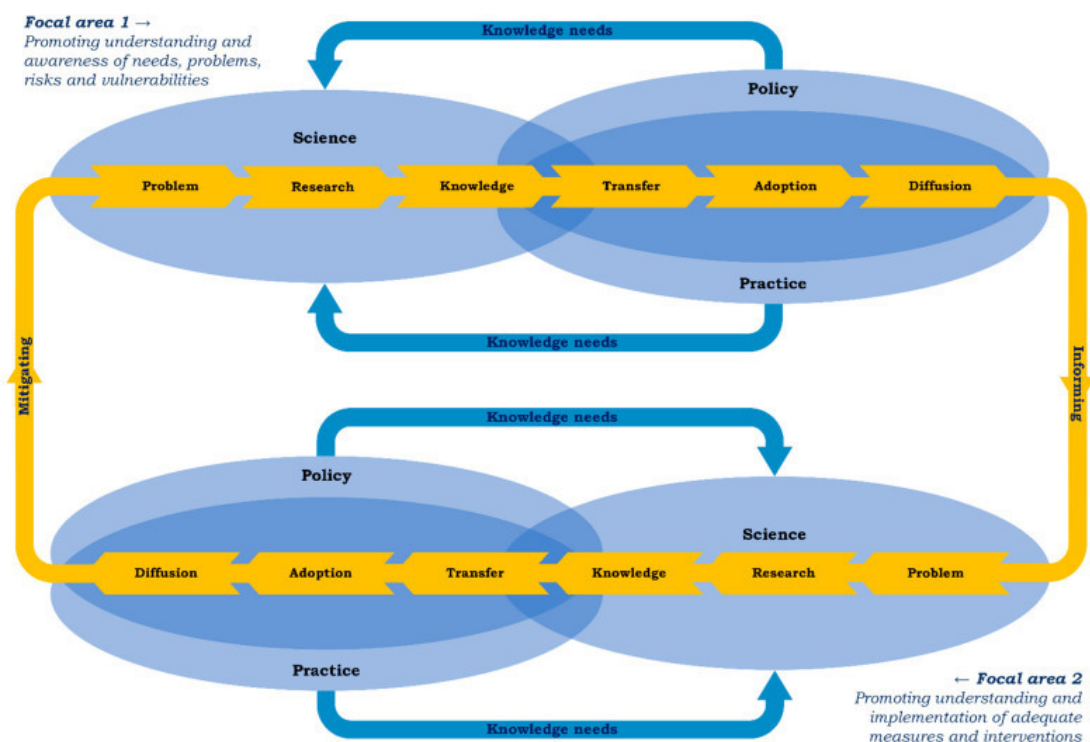 Focal area 1 →
Promoting understanding and
awareness of needs, problems,
risks and vulnerabilities
Knowledge needs
Policy
Science
Problem
Research
Knowledge
Transfer
Adoption
Diffusion
Practice
Knowledge needs
Mitigating
Informing
Knowledge needs
Policy
Science
Diffusion
Adoption
Transfer
Knowledge
Research
Problem
Practice
Knowledge needs
← Focal area 2
Promoting understanding and
implementation of adequate
measures and interventions